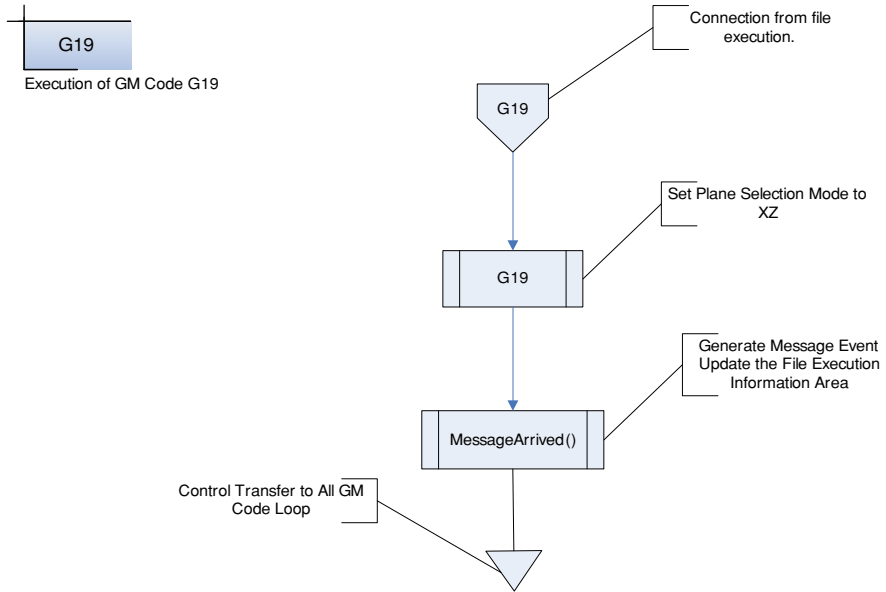 G19
Execution of GM Code G19
Connection from file
execution.
G19
Set Plane Selection Mode to
XZ
G19
Generate Message Event
Update the File Execution
Information Area
MessageArrived()
Control Transfer to All GM
Code Loop